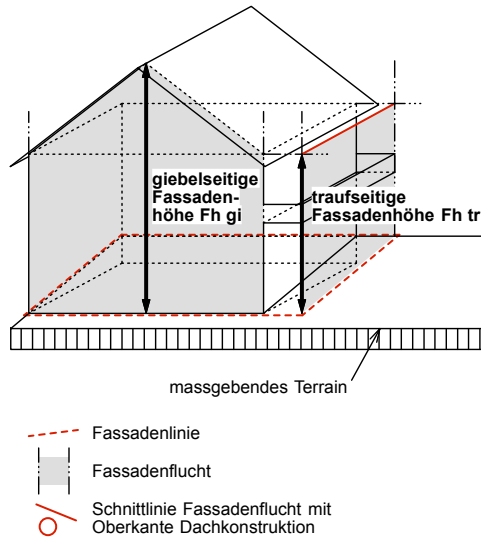 giebelseitige
Fassaden-
höhe Fh gi
traufseitige
Fassadenhöhe Fh tr
massgebendes Terrain
Fassadenlinie
Fassadenflucht
Schnittlinie Fassadenflucht mit
Oberkante Dachkonstruktion